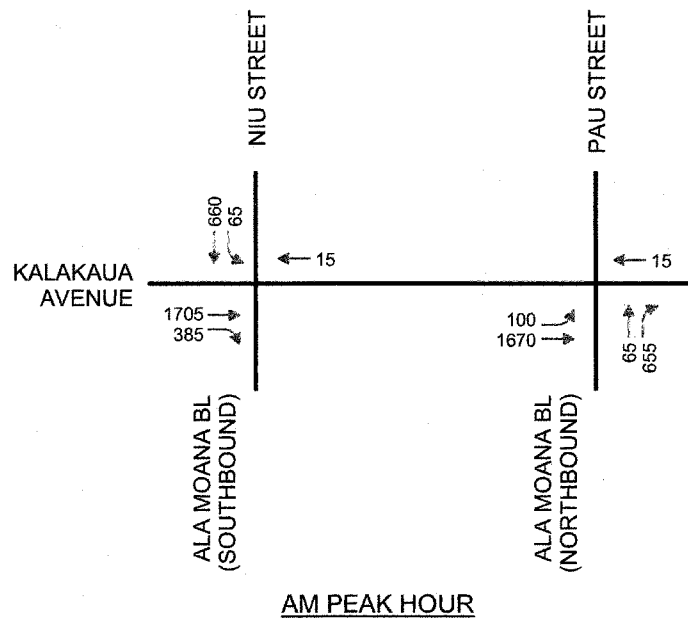 NIU STREET
PAU STREET
660
65
15
15
KALAKAUA
AVENUE
1705
385
100
1670
65
655
ALA MOANA BL
(SOUTHBOUND)
ALA MOANA BL
(NORTHBOUND)
AM PEAK HOUR